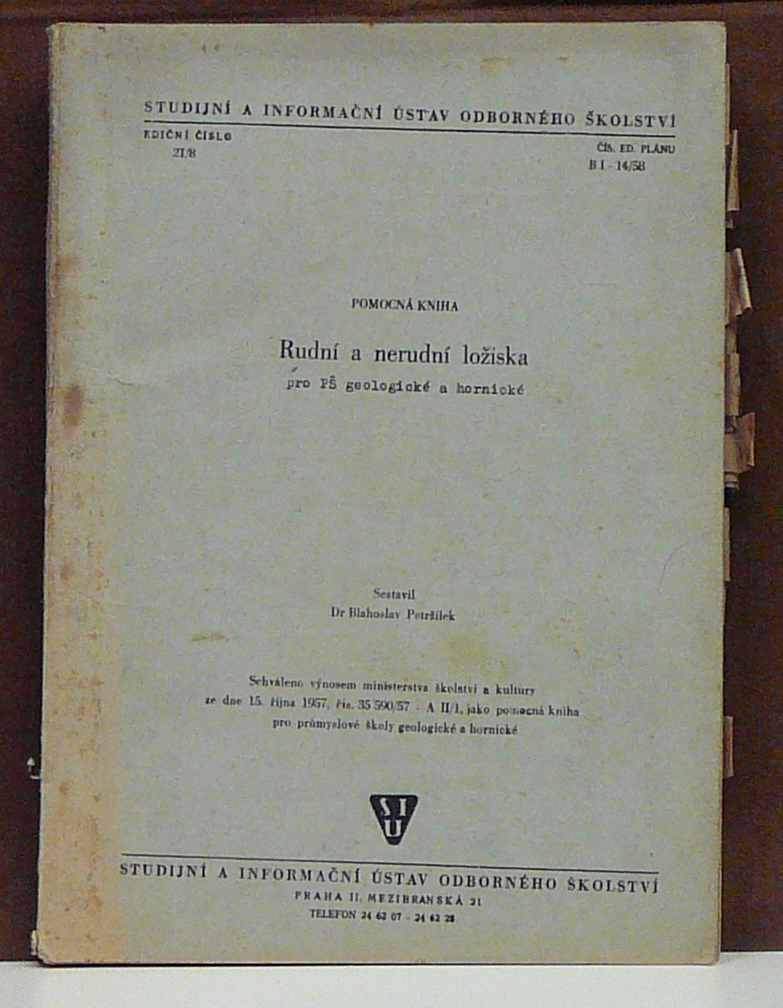 STUDIJNÍ A INFORMAČNÍ ÚSTAV ODBORNÉHO ŠKOLSTVÍ
EDIČNÍ ČÍSLO
21/8
ČÍS. ED. PLÁNU
B I - 14/58
POMOCNÁ KNIHA
Rudní a nerudní ložiska
pro PŠ geologické a hornické
Sestavil
Dr Blahoslav Petržílek
Schváleno výnosem ministerstva školství a kultury
ze dne 15. října 1957, čís. 35 590/57 - A II/1, jako pomocná kniha
pro průmyslové školy geologické a hornické
SI
U
STUDIJNÍ A INFORMAČNÍ ÚSTAV ODBORNÉHO ŠKOLSTVÍ
PRAHA II, MEZIBRANSKÁ 21
TELEFON 24 62 07 - 24 62 28